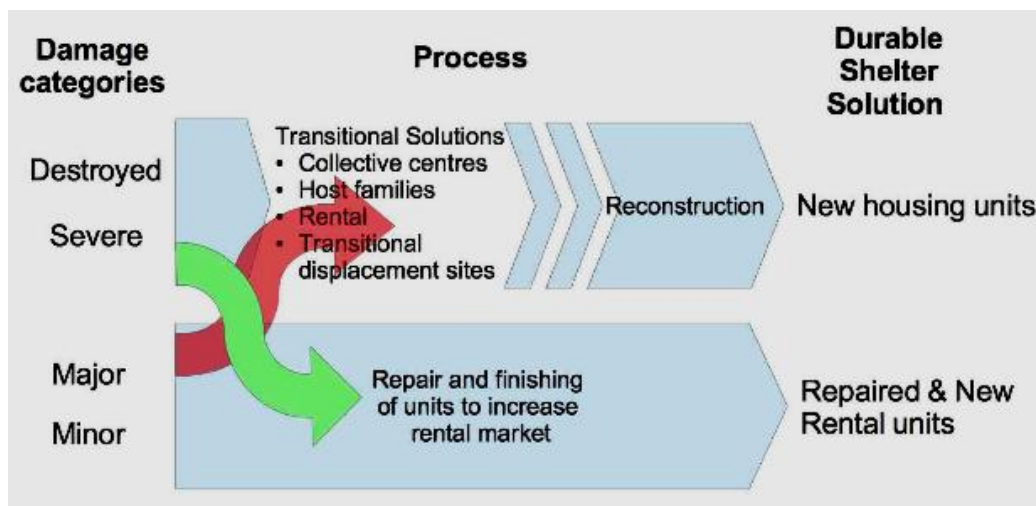 Damage
categories
Process
Durable
Shelter
Solution
Destroyed
Severe
Transitional Solutions
• Collective centres
• Host families
• Rental
• Transitional
displacement sites
Reconstruction
New housing units
Major
Minor
Repair and finishing
of units to increase
rental market
Repaired & New
Rental units